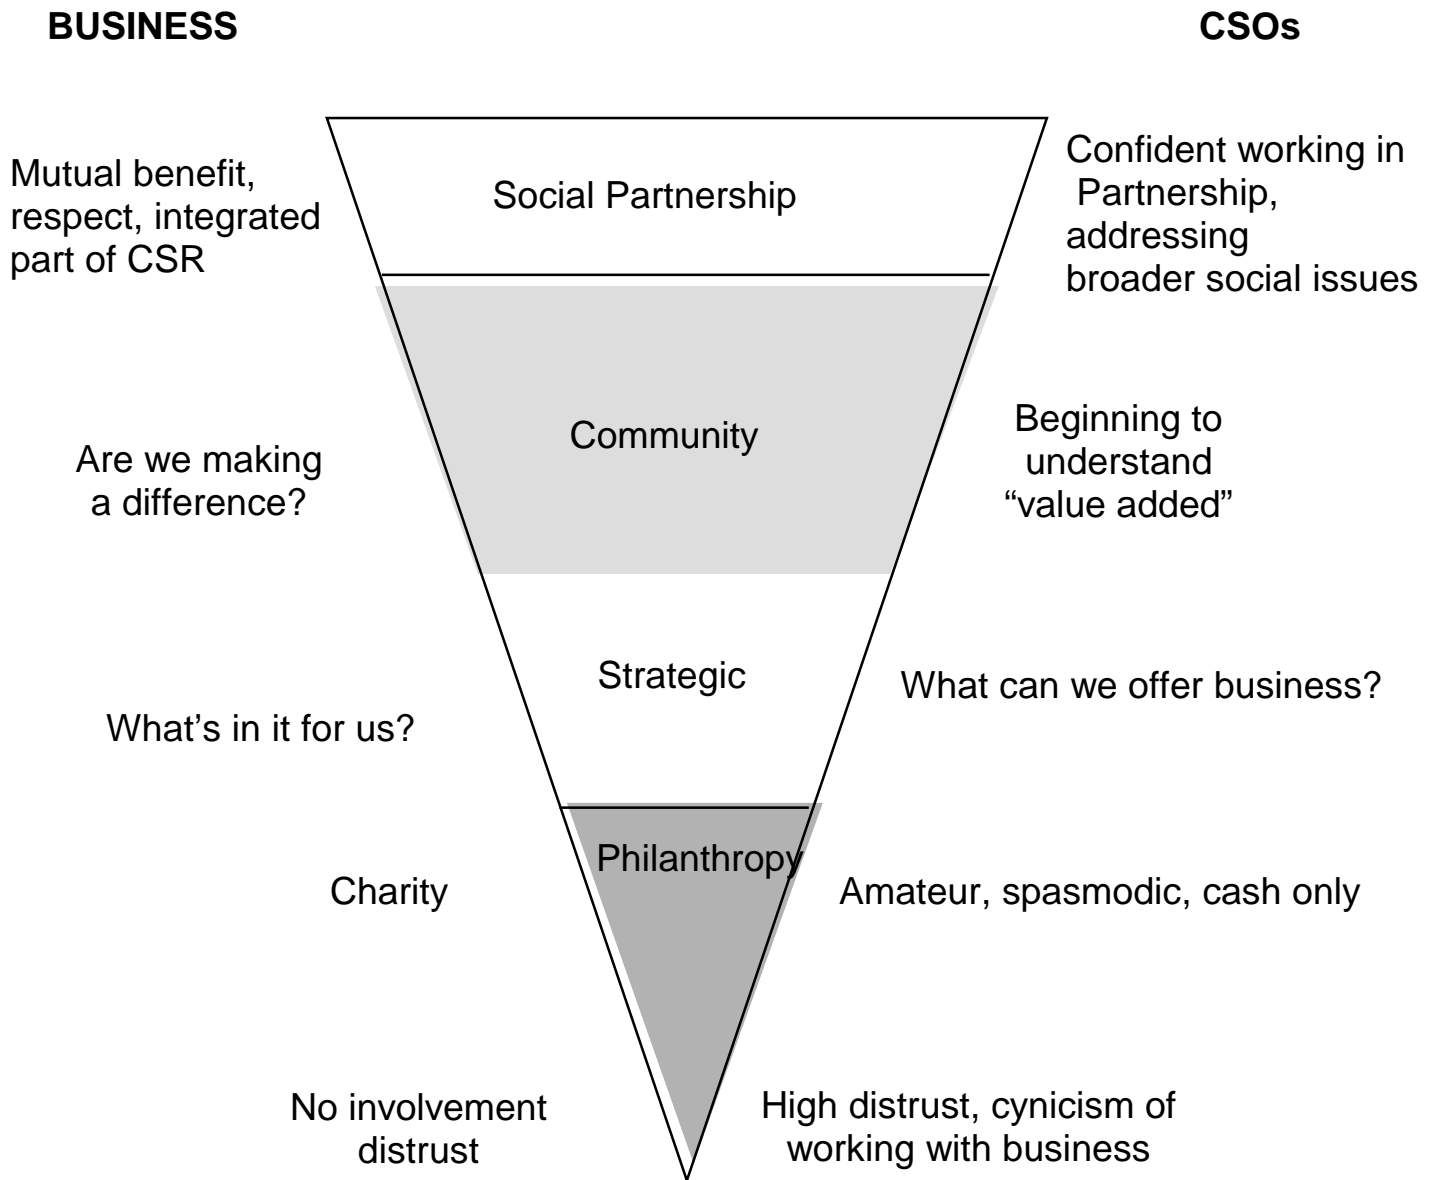 BUSINESS
CSOs
Mutual benefit,
respect, integrated
part of CSR
Social Partnership
Confident working in
Partnership,
addressing
broader social issues
Are we making
a difference?
Community
Beginning to
understand
“value added”
What’s in it for us?
Strategic
What can we offer business?
Charity
Philanthropy
Amateur, spasmodic, cash only
No involvement
distrust
High distrust, cynicism of
working with business